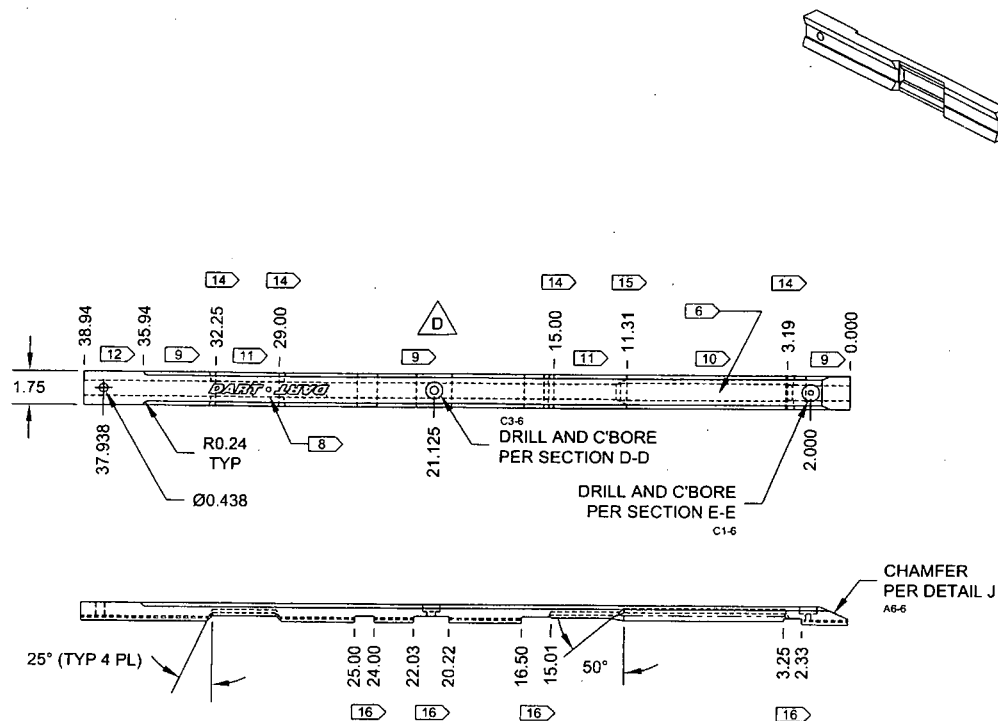 14 14 D 14 15 14
38.94 35.94 32.25 29.00 15.00 11.31 6 3.19 0.000
12 9 11 9 11 10 9
1.75
DART
37.938
R0.24
TYP
8
21.125
C3-6
DRILL AND C'BORE
PER SECTION D-D
2.000
Ø0.438
DRILL AND C'BORE
PER SECTION E-E
C1-6
CHAMFER
PER DETAIL J
A6-6
25° (TYP 4 PL)
25.00 24.00 22.03 20.22 16.50 15.01 50° 3.25 2.33
16 16 16 16